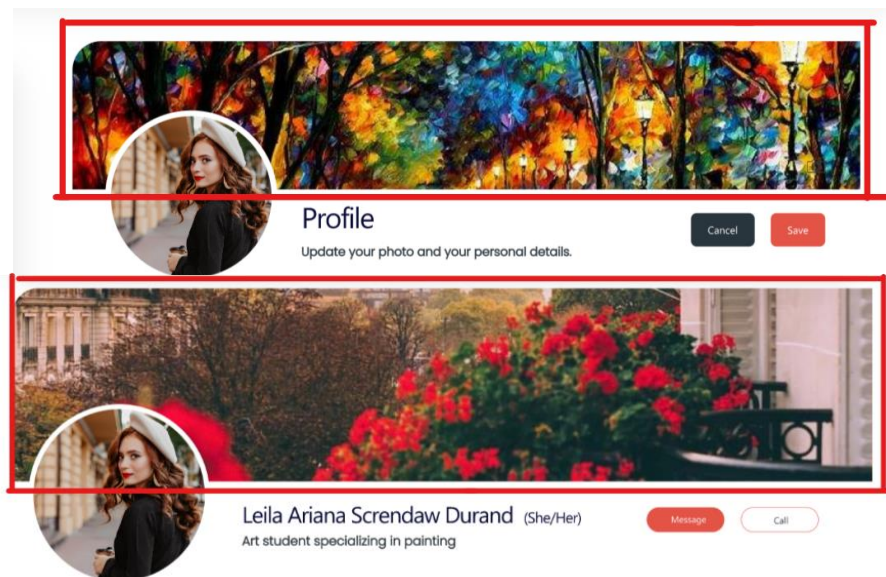 Profile
Cancel
Save
Update your photo and your personal details.
Leila Ariana Screndaw Durand (She/Her)
Message
Call
Art student specializing in painting